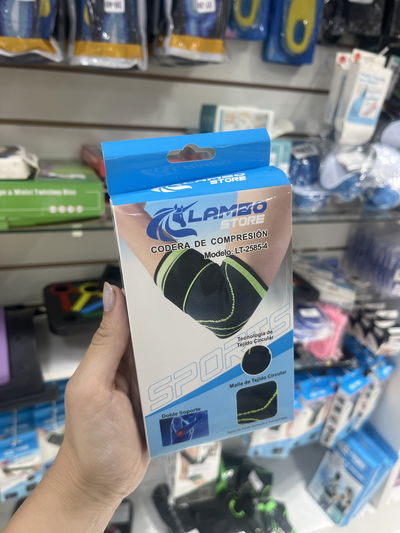 LAMBO
STORE
CODERA DE COMPRESIÓN
Modelo: LT-2585-4
Tecnología de
Tejido Circular
SPORTS
Malla de Tejido Circular
Doble Soporte